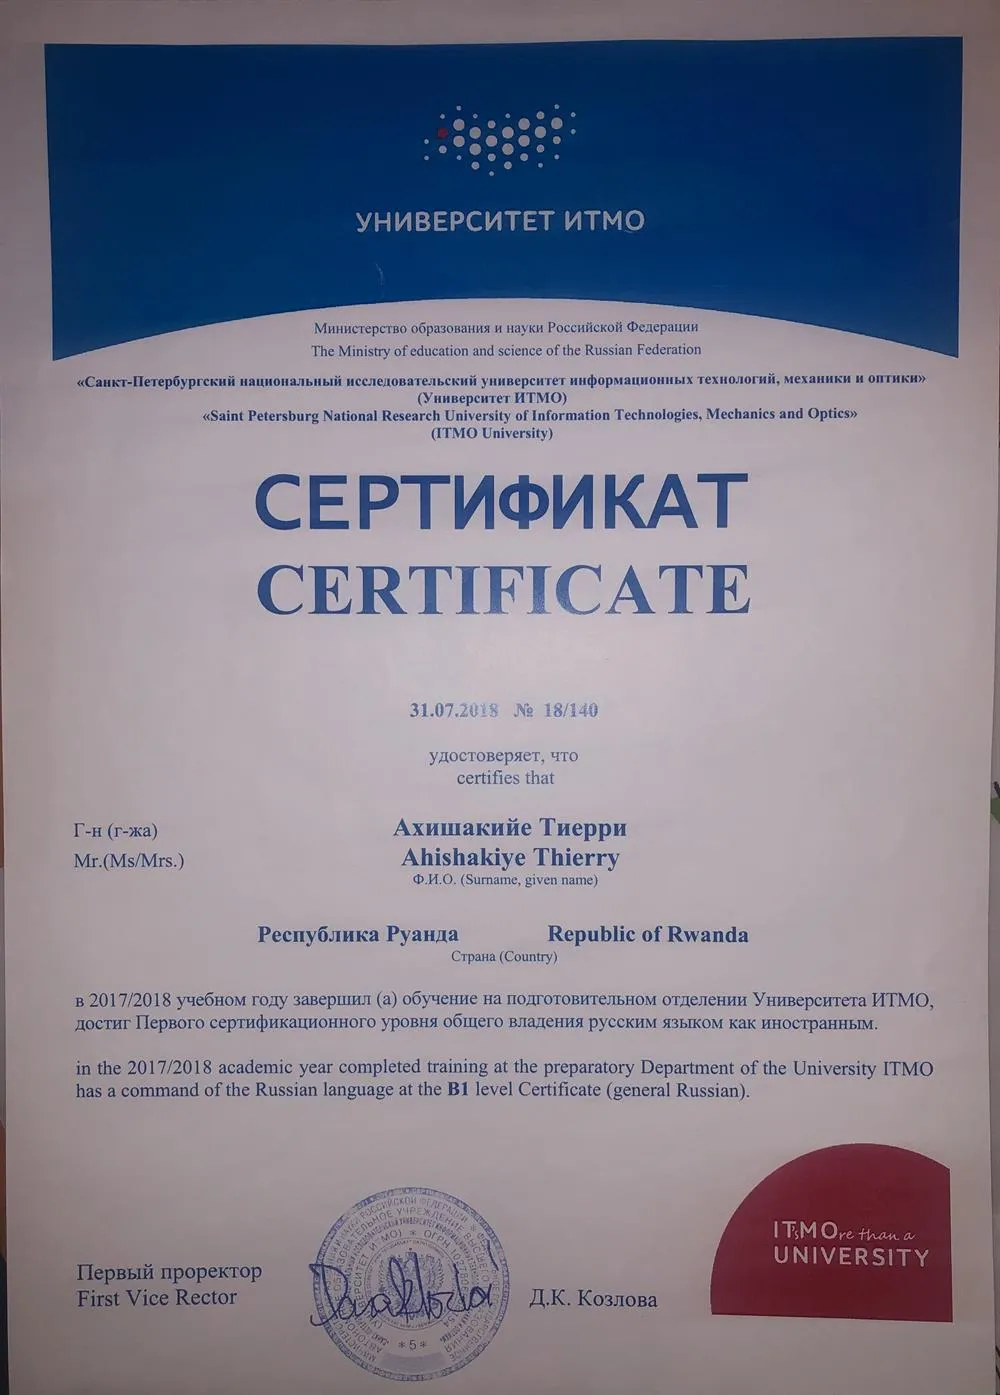 УНИВЕРСИТЕТ ИТМО
Министерство образования и науки Российской Федерации
The Ministry of education and science of the Russian Federation
«Санкт-Петербургский национальный исследовательский университет информационных технологий, механики и оптики»
(Университет ИТМО)
«Saint Petersburg National Research University of Information Technologies, Mechanics and Optics»
(ITMO University)
СЕРТИФИКАТ
CERTIFICATE
31.07.2018 № 18/140
удостоверяет, что
certifies that
Г-н (г-жа) Ахишакийе Тиерри
Mr.(Ms/Mrs.) Ahishakiye Thierry
Ф.И.О. (Surname, given name)
Республика Руанда Republic of Rwanda
Страна (Country)
в 2017/2018 учебном году завершил (а) обучение на подготовительном отделении Университета ИТМО,
достиг Первого сертификационного уровня общего владения русским языком как иностранным.
in the 2017/2018 academic year completed training at the preparatory Department of the University ITMO
has a command of the Russian language at the B1 level Certificate (general Russian).
IT'sMOre than a
UNIVERSITY
Первый проректор
First Vice Rector
Д.К. Козлова
*5*